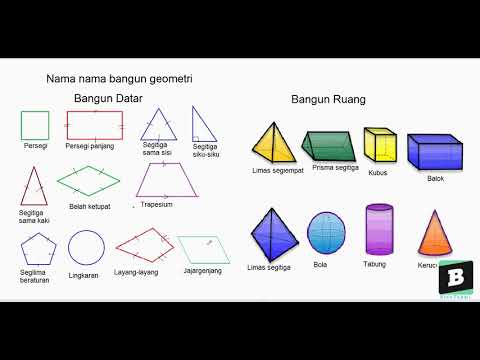 Nama nama bangun geometri
Bangun Datar
Bangun Ruang
Persegi
Persegi panjang
Segitiga
sama sisi
Segitiga
siku-siku
Limas segiempat
Prisma segitiga
Kubus
Balok
Segitiga
sama kaki
Belah ketupat
Trapesium
Segilima
beraturan
Lingkaran
Layang-layang
Jajargenjang
Limas segitiga
Bola
Tabung
Keruc
B